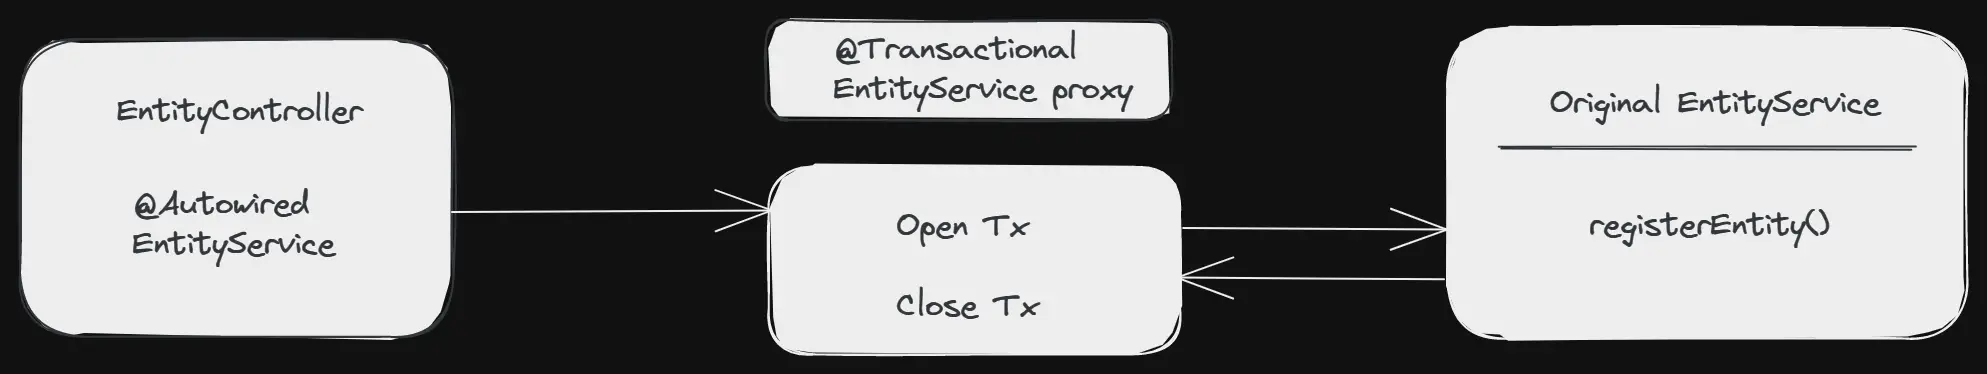 EntityController
@Autowired
EntityService
@Transactional
EntityService proxy
Open Tx
Close Tx
Original EntityService
registerEntity()